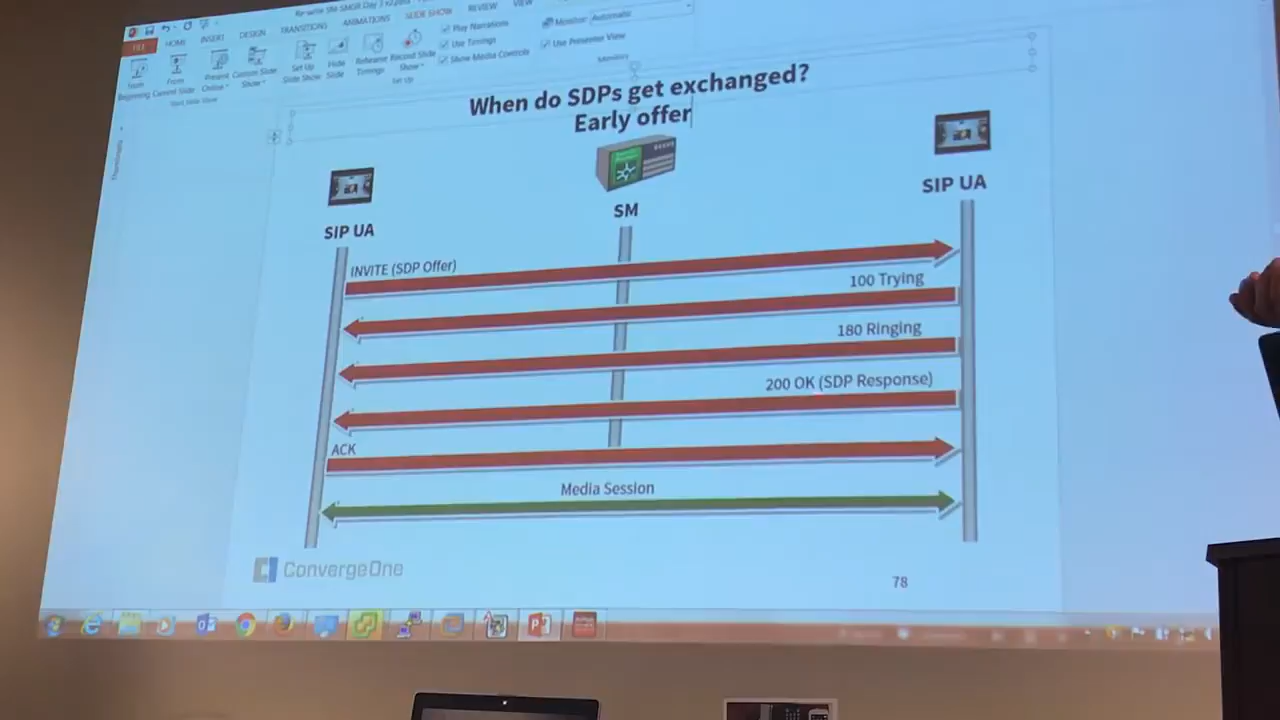 FILE HOME INSERT DESIGN TRANSITIONS ANIMATIONS SLIDE SHOW REVIEW VIEW
From Beginning
From Current Slide
Present Online
Custom Slide Show
Set Up Slide Show
Hide Slide
Rehearse Timings
Record Slide Show
Play Narrations
Use Timings
Show Media Controls
Monitor: Automatic
Use Presenter View
Start Slide Show
Set Up
When do SDPs get exchanged?
Early offer
SIP UA
SM
SIP UA
INVITE (SDP Offer)
100 Trying
180 Ringing
200 OK (SDP Response)
ACK
Media Session
ConvergeOne
78